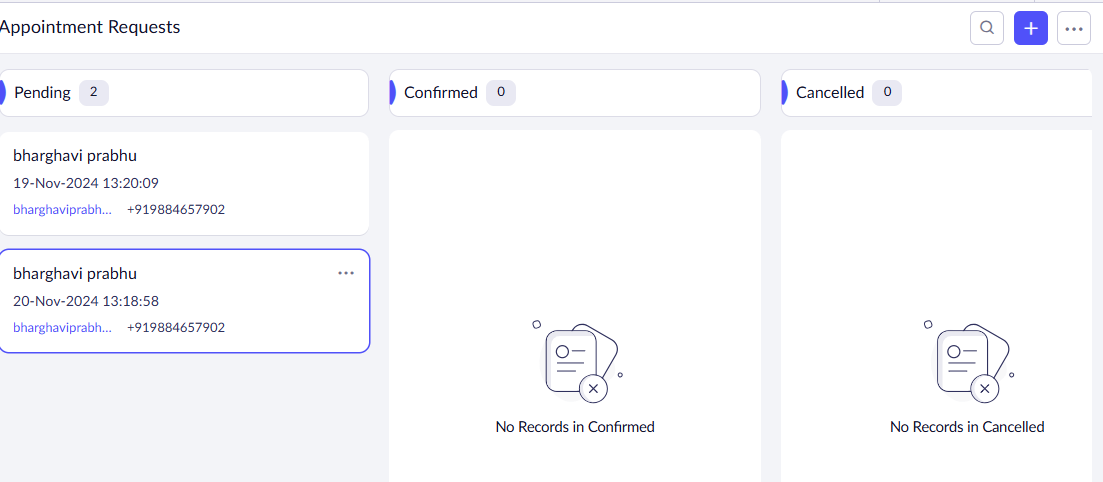 Appointment Requests
Pending 2
Confirmed 0
Cancelled 0
bharghavi prabhu
19-Nov-2024 13:20:09
bharghaviprabh... +919884657902
bharghavi prabhu
20-Nov-2024 13:18:58
bharghaviprabh... +919884657902
No Records in Confirmed
No Records in Cancelled